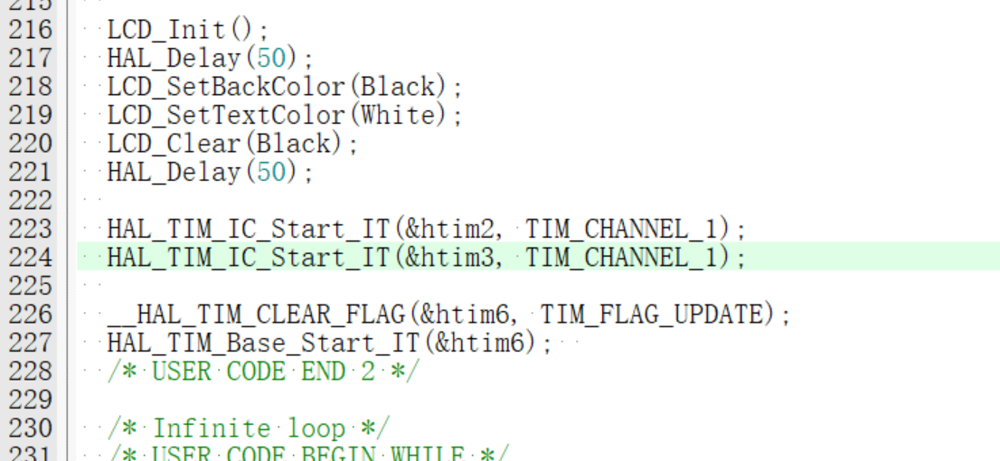 215
216 LCD_Init();
217 HAL_Delay(50);
218 LCD_SetBackColor(Black);
219 LCD_SetTextColor(White);
220 LCD_Clear(Black);
221 HAL_Delay(50);
222
223 HAL_TIM_IC_Start_IT(&htim2, TIM_CHANNEL_1);
224 HAL_TIM_IC_Start_IT(&htim3, TIM_CHANNEL_1);
225
226 __HAL_TIM_CLEAR_FLAG(&htim6, TIM_FLAG_UPDATE);
227 HAL_TIM_Base_Start_IT(&htim6);
228 /* USER CODE END 2 */
229
230 /* Infinite loop */
231 /* USER CODE BEGIN WHILE */